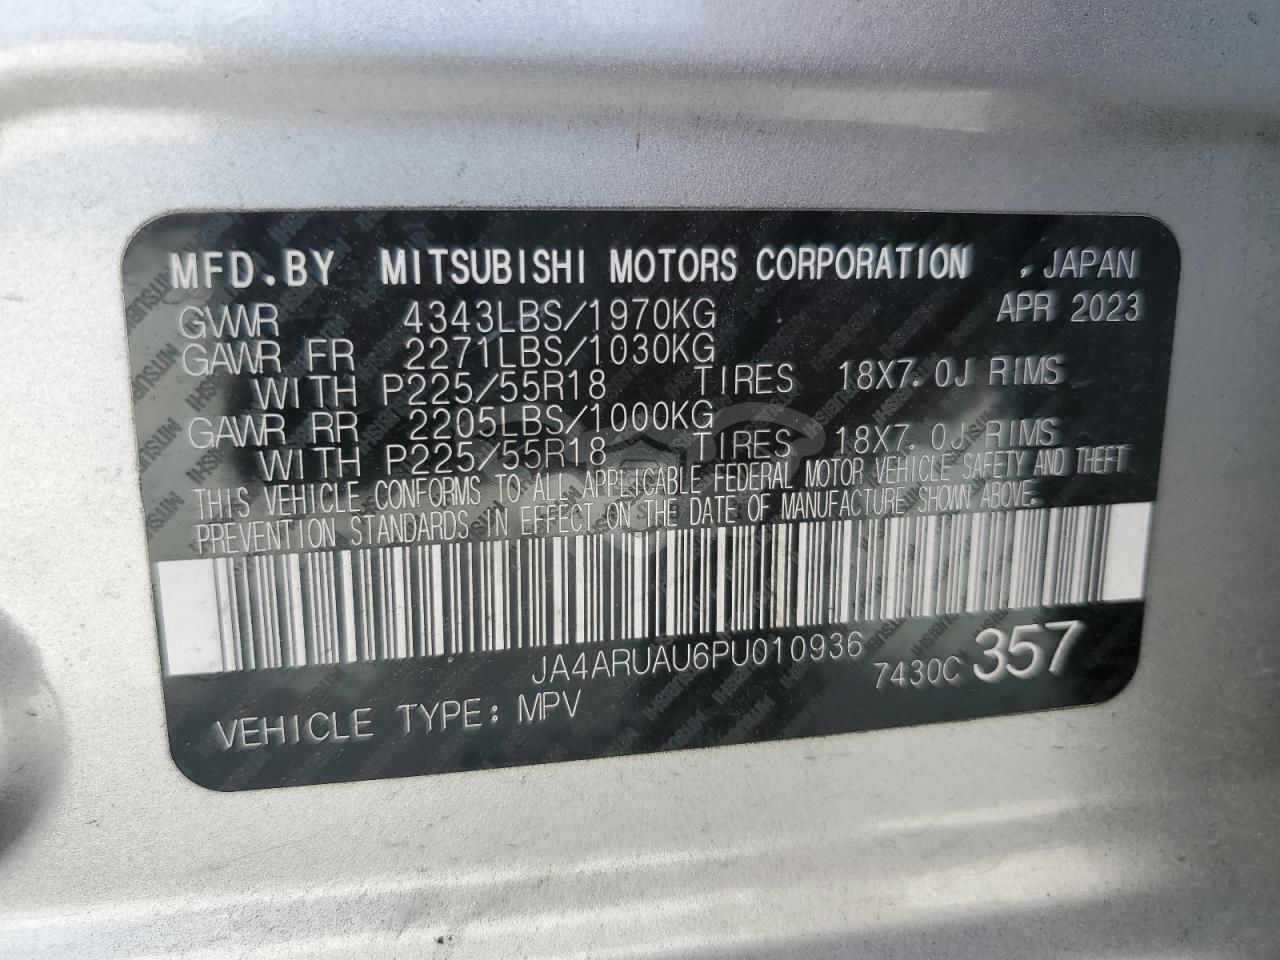 MFD.BY MITSUBISHI MOTORS CORPORATION , JAPAN
GVWR 4343LBS/1970KG APR 2023
GAWR FR 2271LBS/1030KG
WITH P225/55R18 TIRES 18X7.0J RIMS
GAWR RR 2205LBS/1000KG
WITH P225/55R18 TIRES 18X7.0J RIMS
THIS VEHICLE CONFORMS TO ALL APPLICABLE FEDERAL MOTOR VEHICLE SAFETY AND THEFT
PREVENTION STANDARDS IN EFFECT ON THE DATE OF MANUFACTURE SHOWN ABOVE.
JA4ARUAU6PU010936 7430C 357
VEHICLE TYPE: MPV